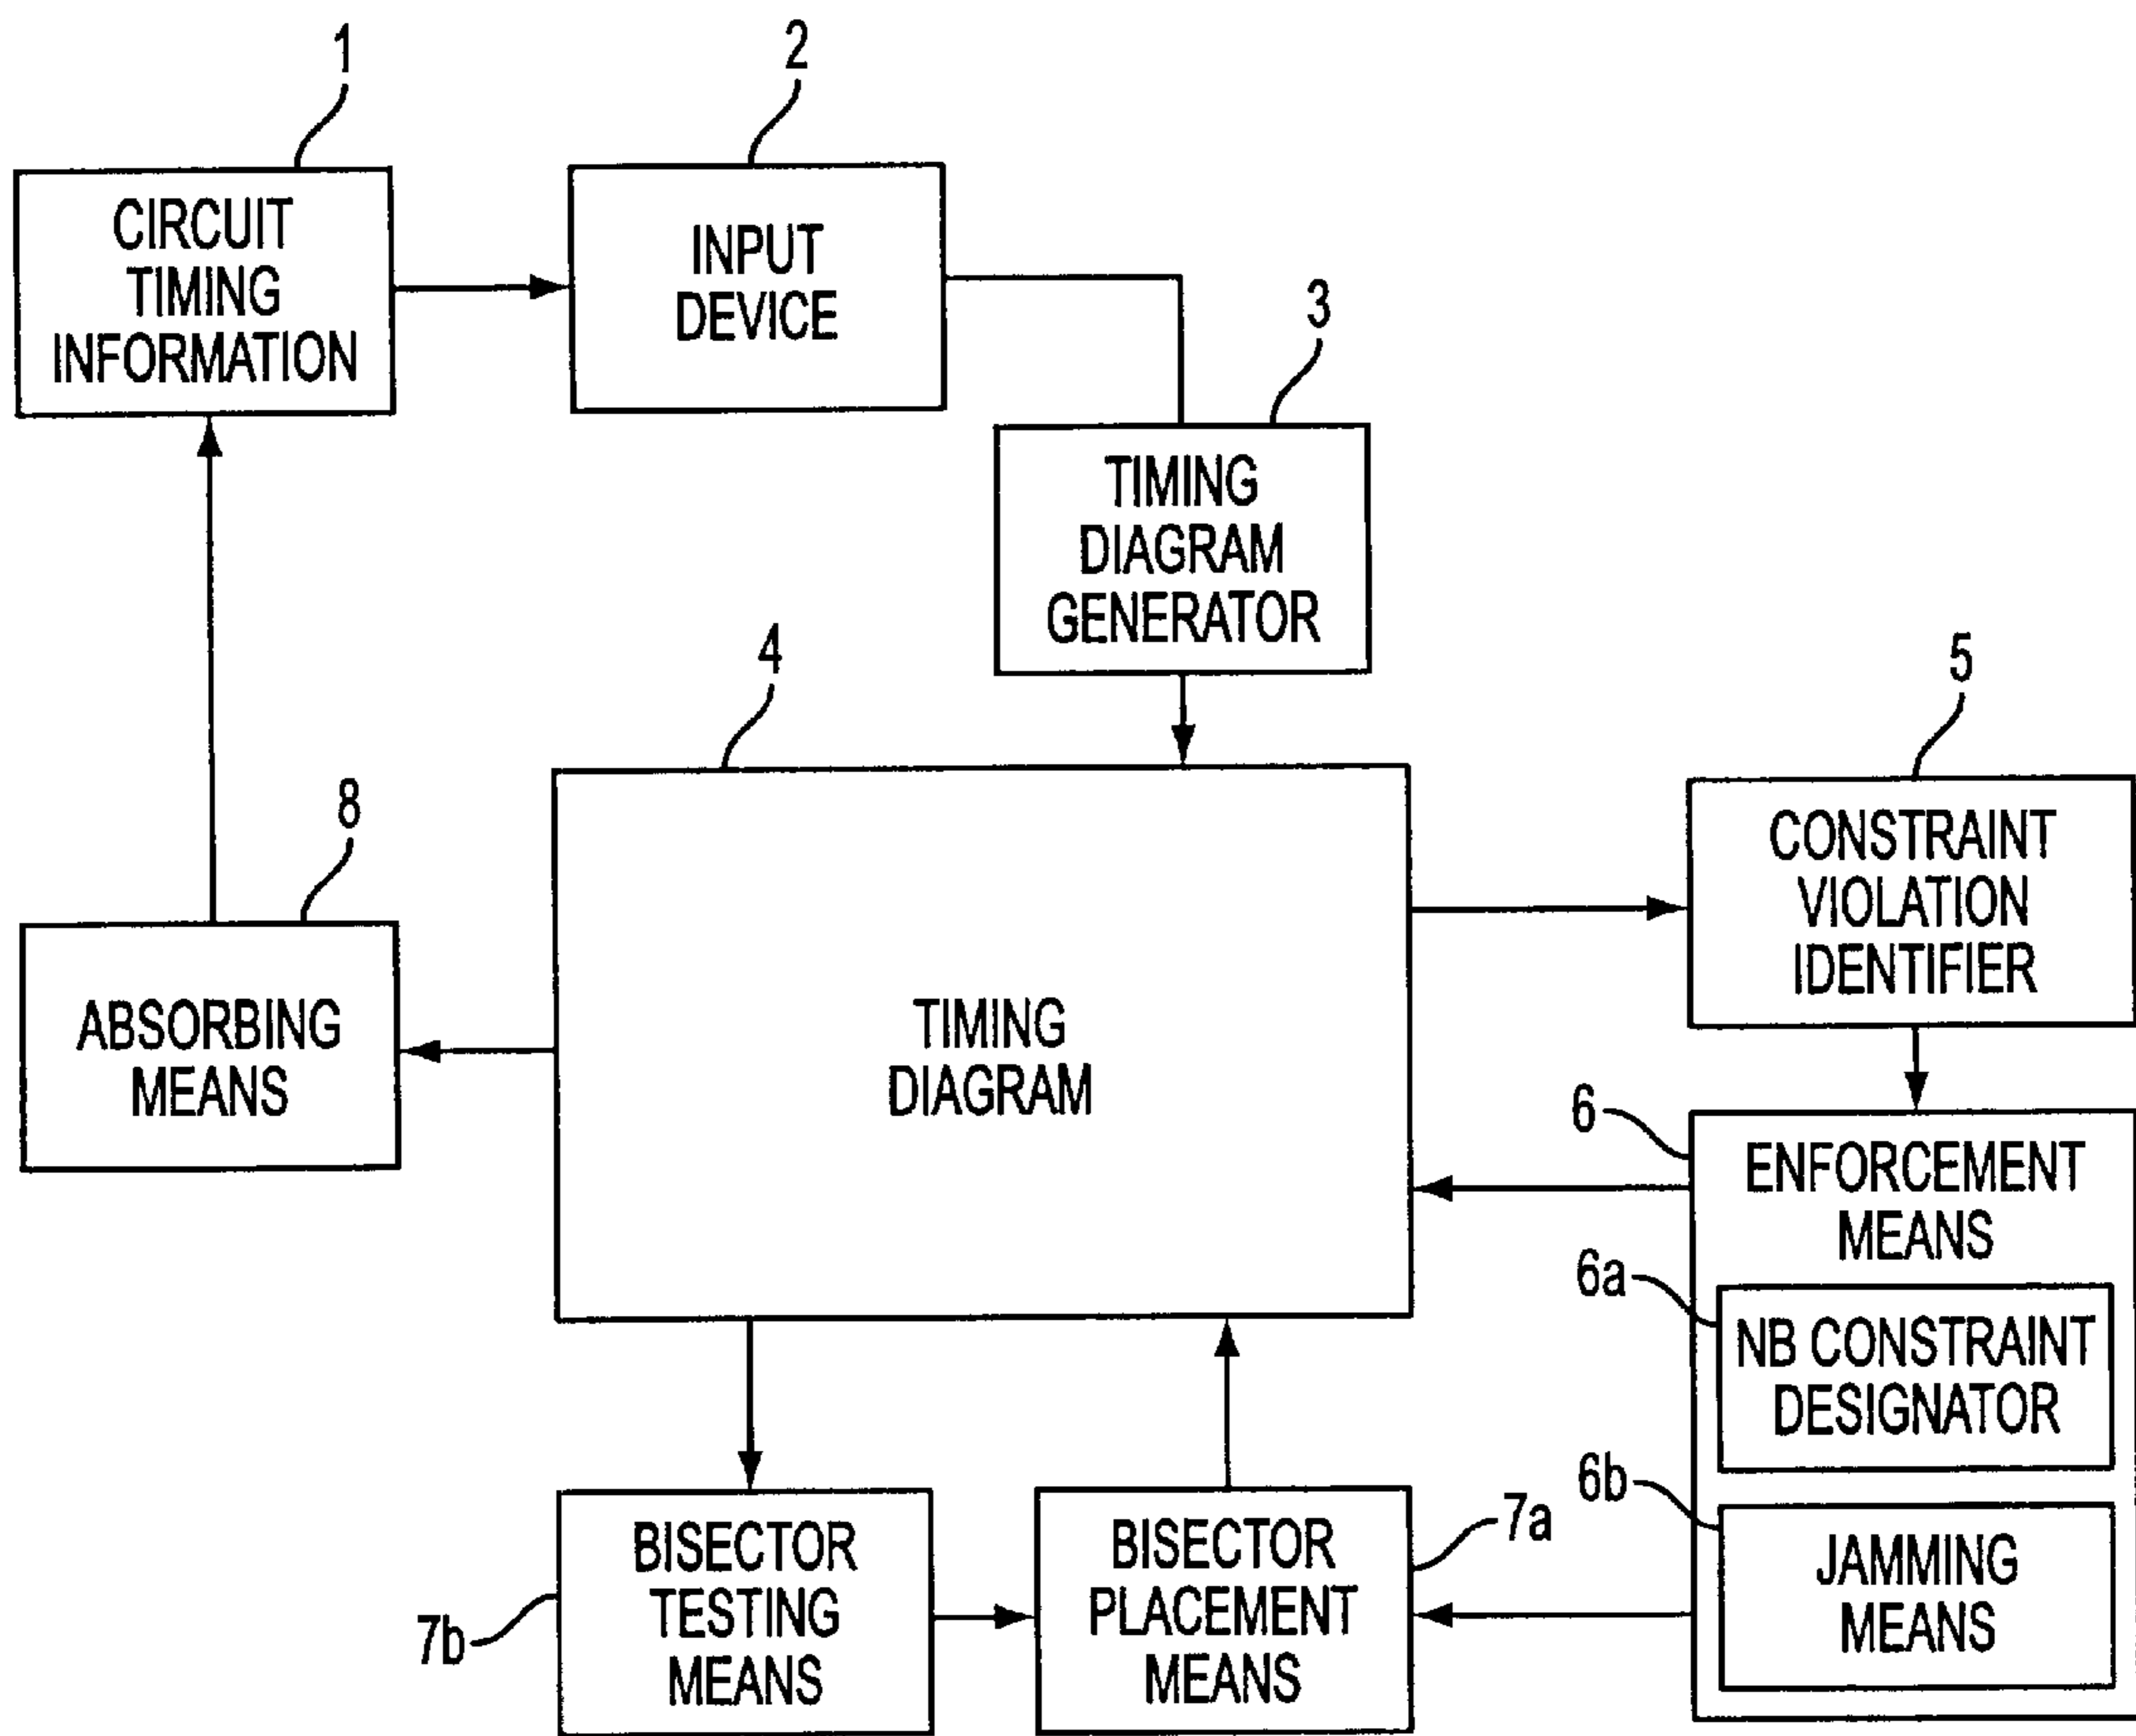 1
2
CIRCUIT
TIMING
INFORMATION
INPUT
DEVICE
3
TIMING
DIAGRAM
GENERATOR
4
TIMING
DIAGRAM
5
CONSTRAINT
VIOLATION
IDENTIFIER
8
ABSORBING
MEANS
6
ENFORCEMENT
MEANS
6a
NB CONSTRAINT
DESIGNATOR
6b
JAMMING
MEANS
7b
BISECTOR
TESTING
MEANS
BISECTOR
PLACEMENT
MEANS
7a